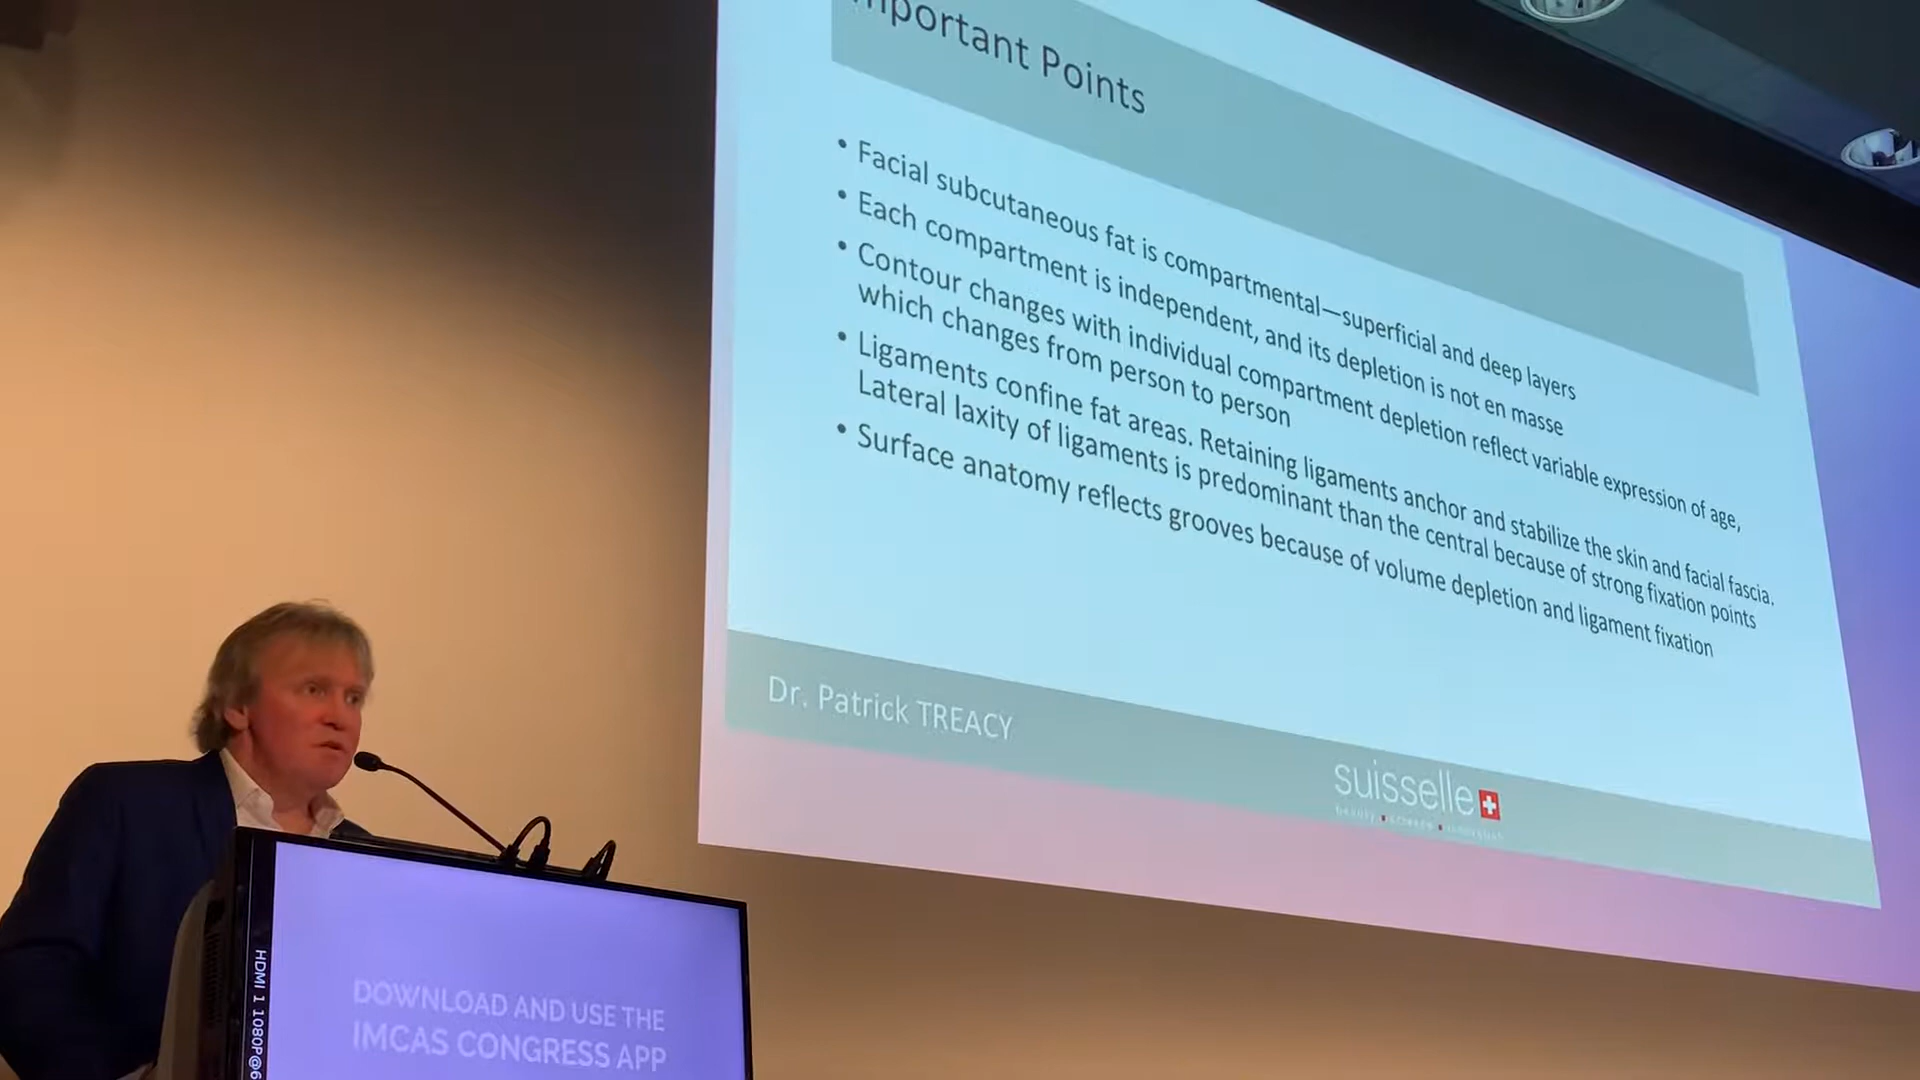 Important Points
• Facial subcutaneous fat is compartmental—superficial and deep layers
• Each compartment is independent, and its depletion is not en masse
• Contour changes with individual compartment depletion reflect variable expression of age,
which changes from person to person
• Ligaments confine fat areas. Retaining ligaments anchor and stabilize the skin and facial fascia.
Lateral laxity of ligaments is predominant than the central because of strong fixation points
• Surface anatomy reflects grooves because of volume depletion and ligament fixation
Dr. Patrick TREACY
suisselle
DOWNLOAD AND USE THE
IMCAS CONGRESS APP
HDMI 1 1080P@6